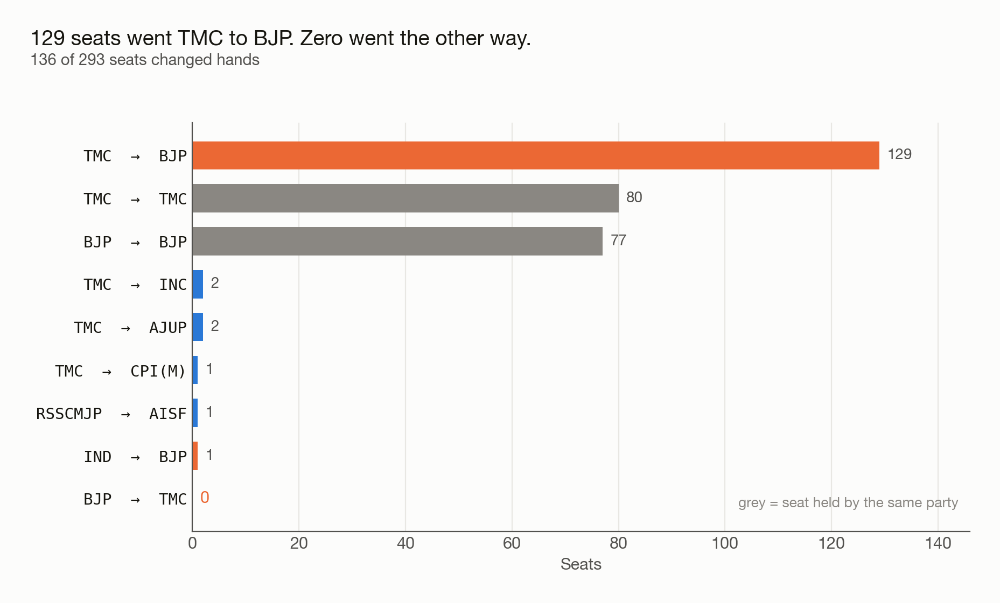 129 seats went TMC to BJP. Zero went the other way.
136 of 293 seats changed hands
TMC → BJP 129
TMC → TMC 80
BJP → BJP 77
TMC → INC 2
TMC → AJUP 2
TMC → CPI(M) 1
RSSCMJP → AISF 1
IND → BJP 1
BJP → TMC 0
grey = seat held by the same party
0 20 40 60 80 100 120 140
Seats